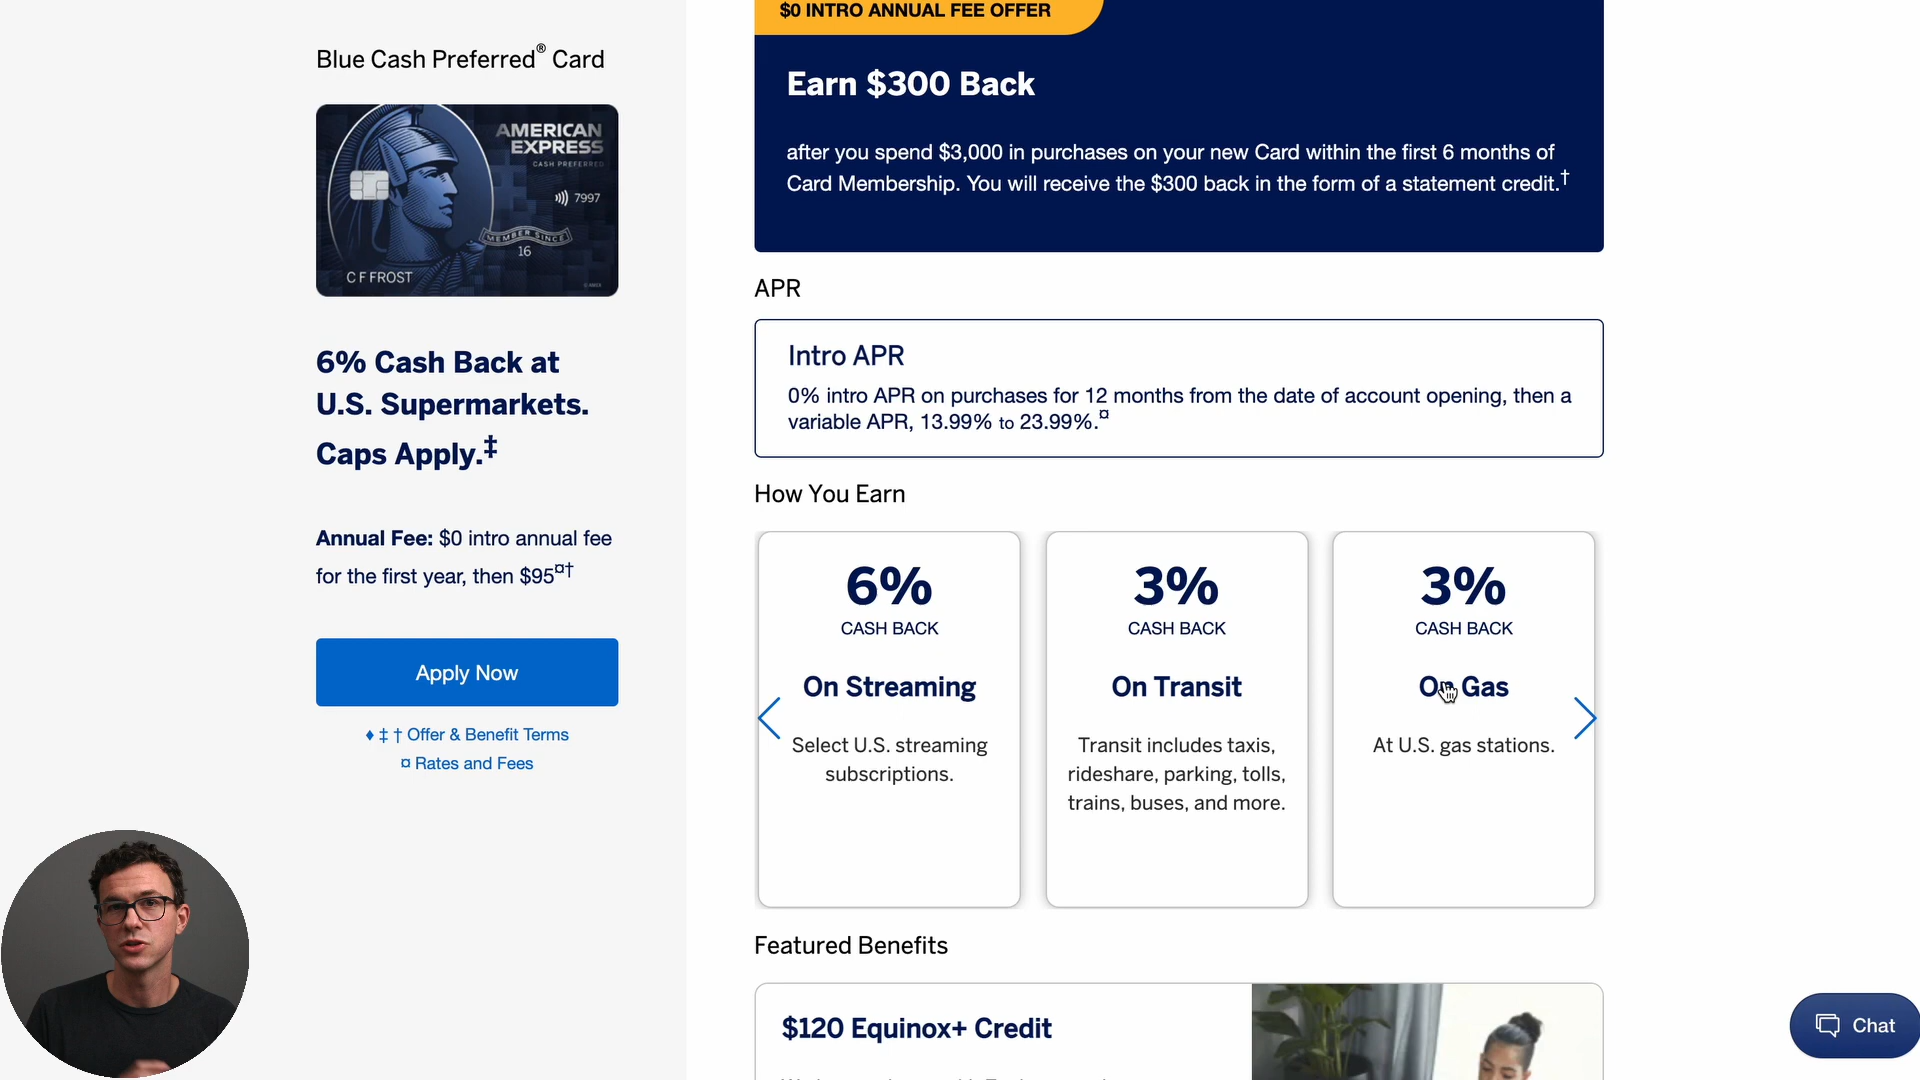 Blue Cash Preferred® Card
AMERICAN
EXPRESS
CASH PREFERRED
7997
MEMBER SINCE
16
C F FROST
6% Cash Back at
U.S. Supermarkets.
Caps Apply.‡
Annual Fee: $0 intro annual fee
for the first year, then $95¤†
Apply Now
♦ ‡ † Offer & Benefit Terms
¤ Rates and Fees
$0 INTRO ANNUAL FEE OFFER
Earn $300 Back
after you spend $3,000 in purchases on your new Card within the first 6 months of
Card Membership. You will receive the $300 back in the form of a statement credit.†
APR
Intro APR
0% intro APR on purchases for 12 months from the date of account opening, then a
variable APR, 13.99% to 23.99%.¤
How You Earn
6%
CASH BACK
On Streaming
Select U.S. streaming
subscriptions.
3%
CASH BACK
On Transit
Transit includes taxis,
rideshare, parking, tolls,
trains, buses, and more.
3%
CASH BACK
On Gas
At U.S. gas stations.
Featured Benefits
$120 Equinox+ Credit
Chat